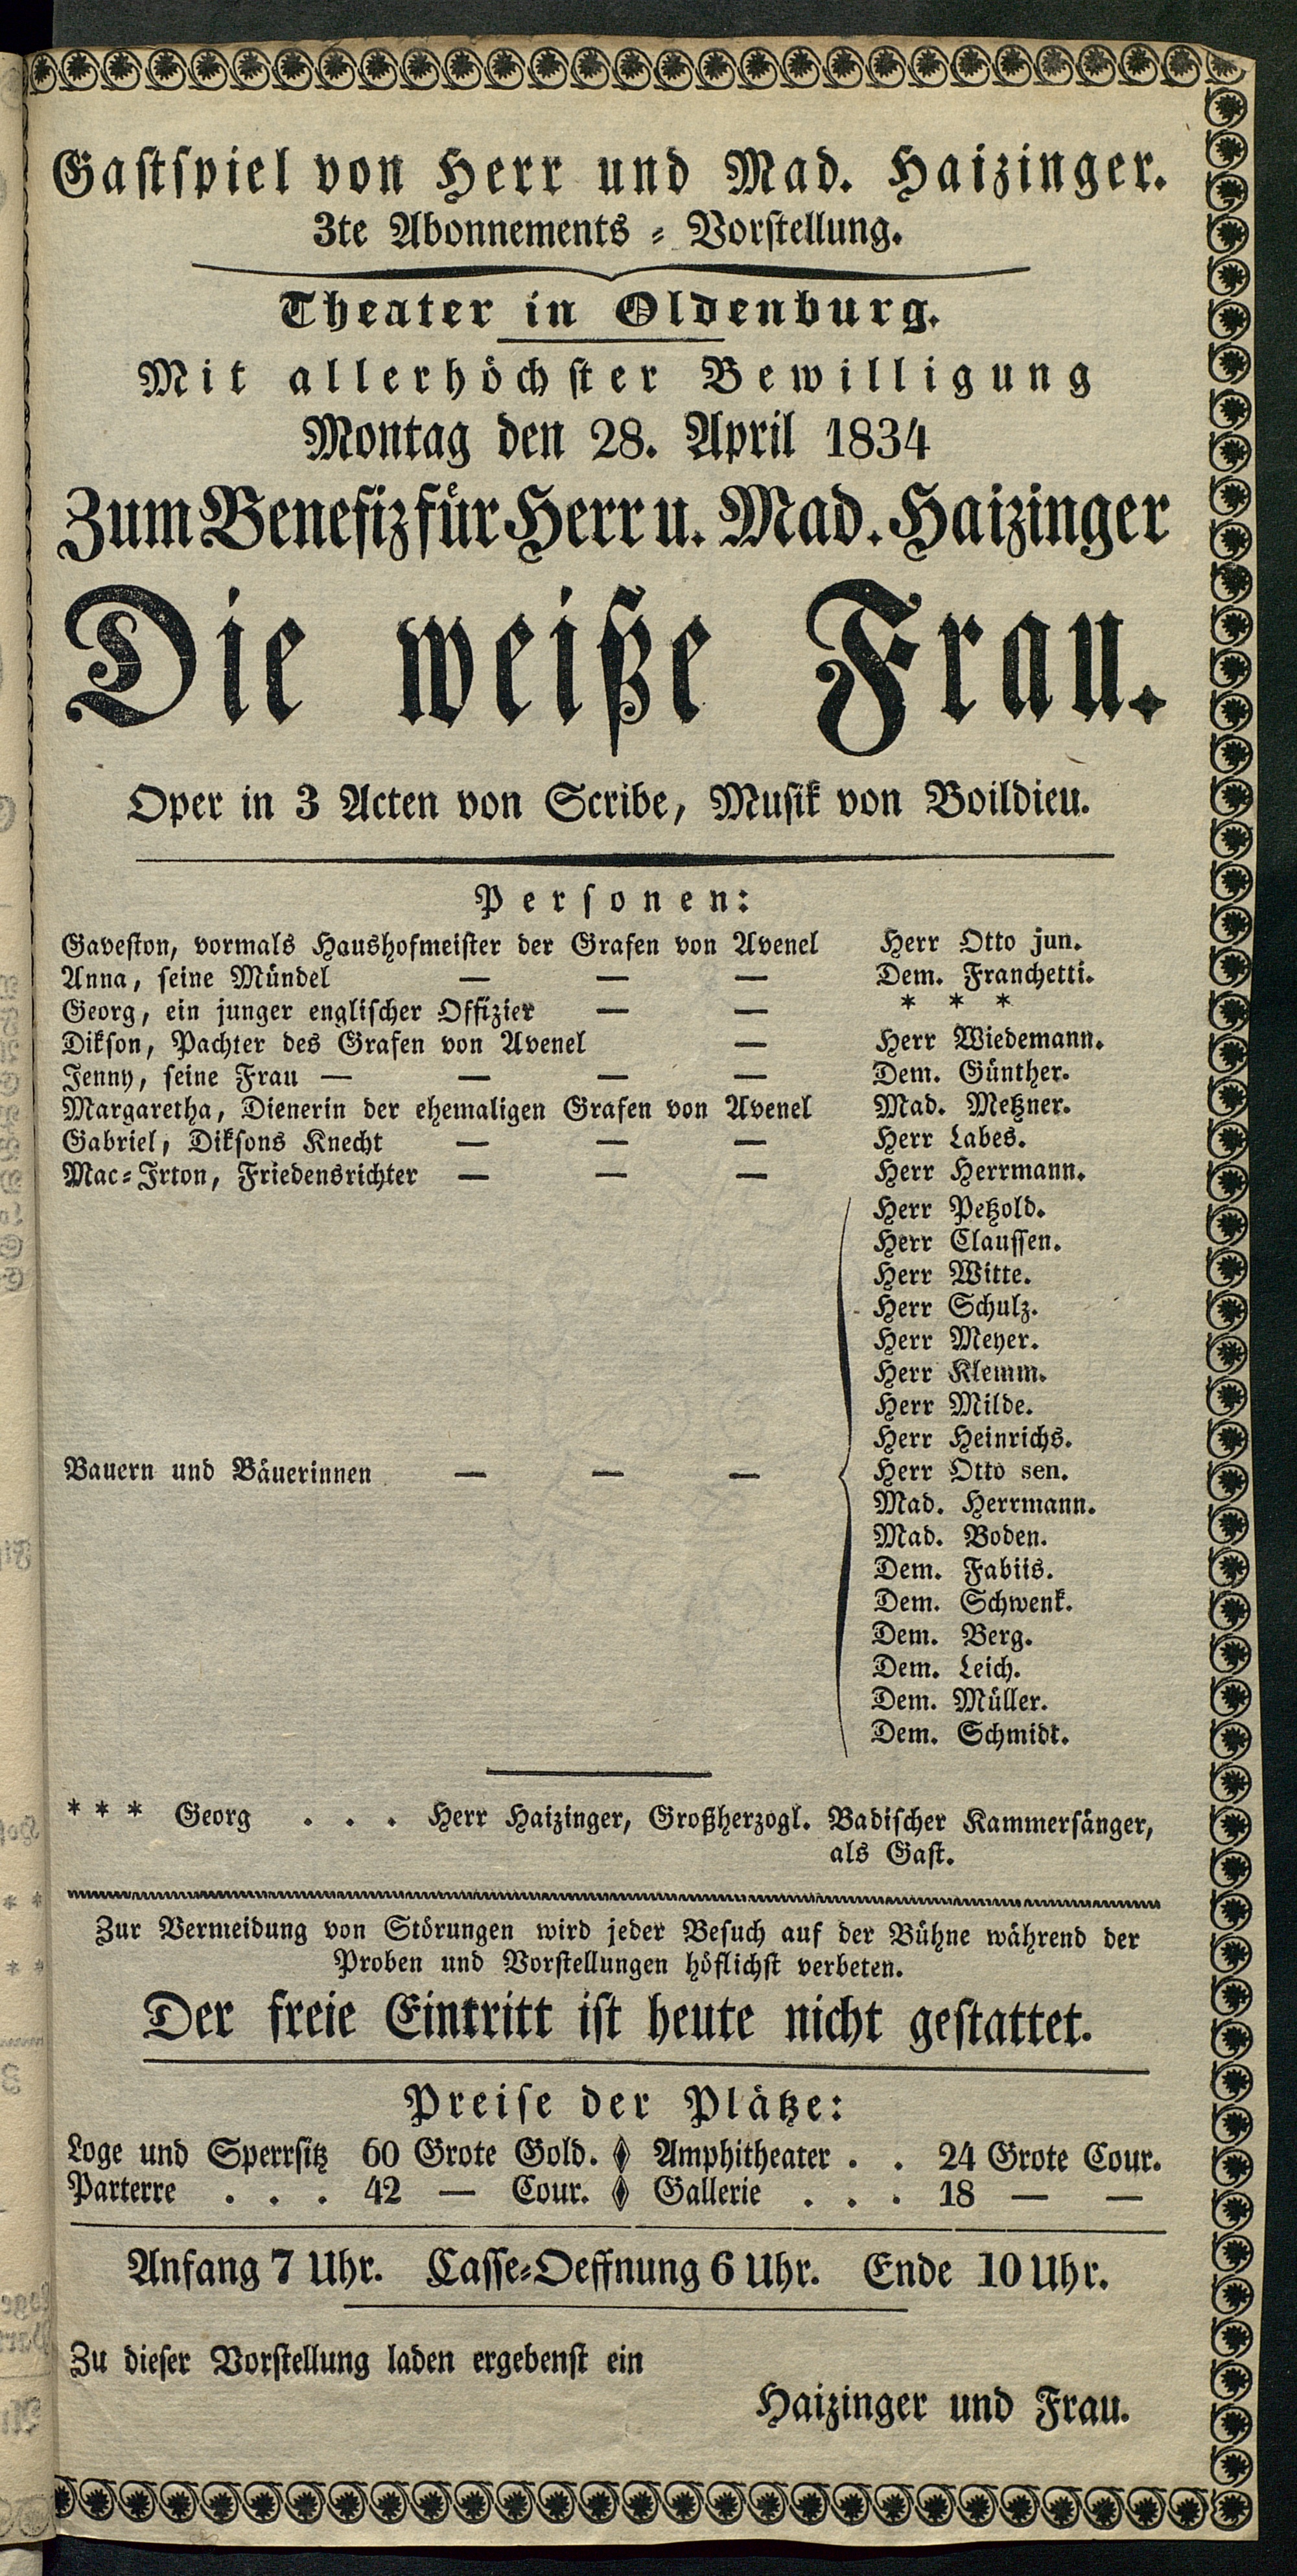 Gastspiel von Herr und Mad. Haizinger.
3te Abonnements-Vorstellung.
Theater in Oldenburg.
Mit allerhöchster Bewilligung
Montag den 28. April 1834
Zum Benefiz für Herr u. Mad. Haizinger
Die weiße Frau.
Oper in 3 Acten von Scribe, Musik von Boildieu.
Personen:
Gaveston, vormals Haushofmeister der Grafen von Avenel Herr Otto jun.
Anna, seine Mündel — — — Dem. Franchetti.
Georg, ein junger englischer Offizier — — * * *
Dikson, Pachter des Grafen von Avenel — Herr Wiedemann.
Jenny, seine Frau — — — — Dem. Günther.
Margaretha, Dienerin der ehemaligen Grafen von Avenel Mad. Metzner.
Gabriel, Diksons Knecht — — — Herr Labes.
Mac-Irton, Friedensrichter — — — Herr Herrmann.
Herr Petzold.
Herr Claussen.
Herr Witte.
Herr Schulz.
Herr Meyer.
Herr Klemm.
Herr Milde.
Herr Heinrichs.
Bauern und Bäuerinnen — — — Herr Otto sen.
Mad. Herrmann.
Mad. Boden.
Dem. Fabiis.
Dem. Schwenk.
Dem. Berg.
Dem. Leich.
Dem. Müller.
Dem. Schmidt.
* * * Georg . . . Herr Haizinger, Großherzogl. Badischer Kammersänger,
als Gast.
Zur Vermeidung von Störungen wird jeder Besuch auf der Bühne während der
Proben und Vorstellungen höflichst verbeten.
Der freie Eintritt ist heute nicht gestattet.
Preise der Plätze:
Loge und Sperrsitz 60 Grote Gold. Amphitheater . . 24 Grote Cour.
Parterre . . . 42 — Cour. Gallerie . . . 18 — —
Anfang 7 Uhr. Casse-Oeffnung 6 Uhr. Ende 10 Uhr.
Zu dieser Vorstellung laden ergebenst ein
Haizinger und Frau.